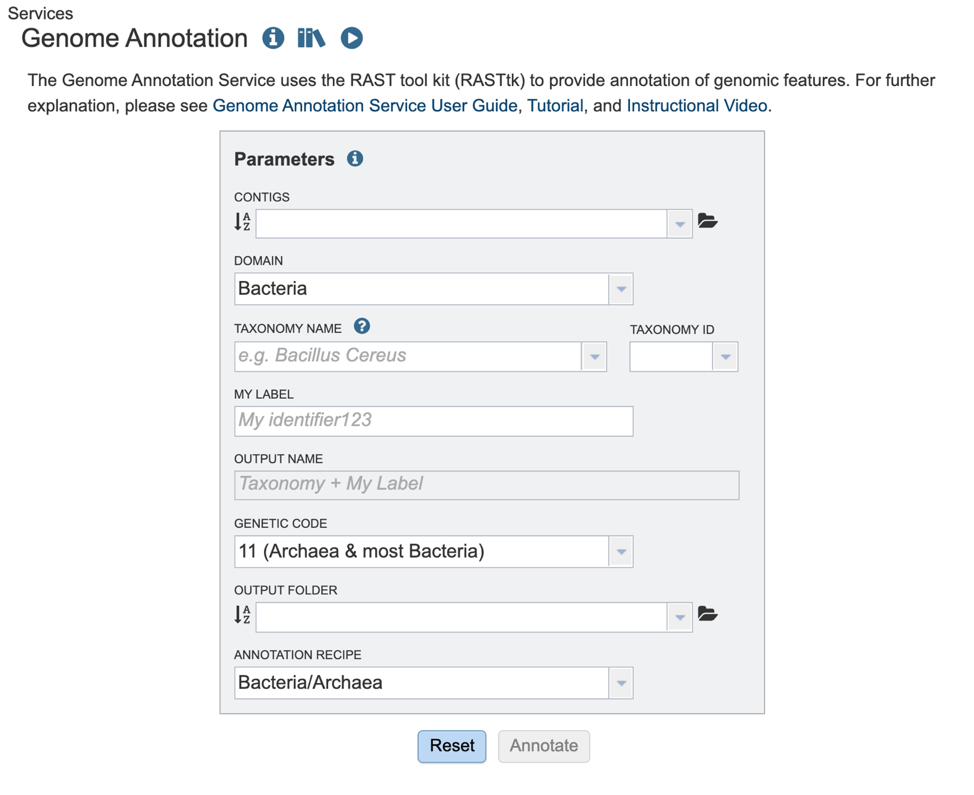 Services
Genome Annotation
The Genome Annotation Service uses the RAST tool kit (RASTtk) to provide annotation of genomic features. For further
explanation, please see Genome Annotation Service User Guide, Tutorial, and Instructional Video.
Parameters
CONTIGS
DOMAIN
Bacteria
TAXONOMY NAME
TAXONOMY ID
e.g. Bacillus Cereus
MY LABEL
My identifier123
OUTPUT NAME
Taxonomy + My Label
GENETIC CODE
11 (Archaea & most Bacteria)
OUTPUT FOLDER
ANNOTATION RECIPE
Bacteria/Archaea
Reset Annotate